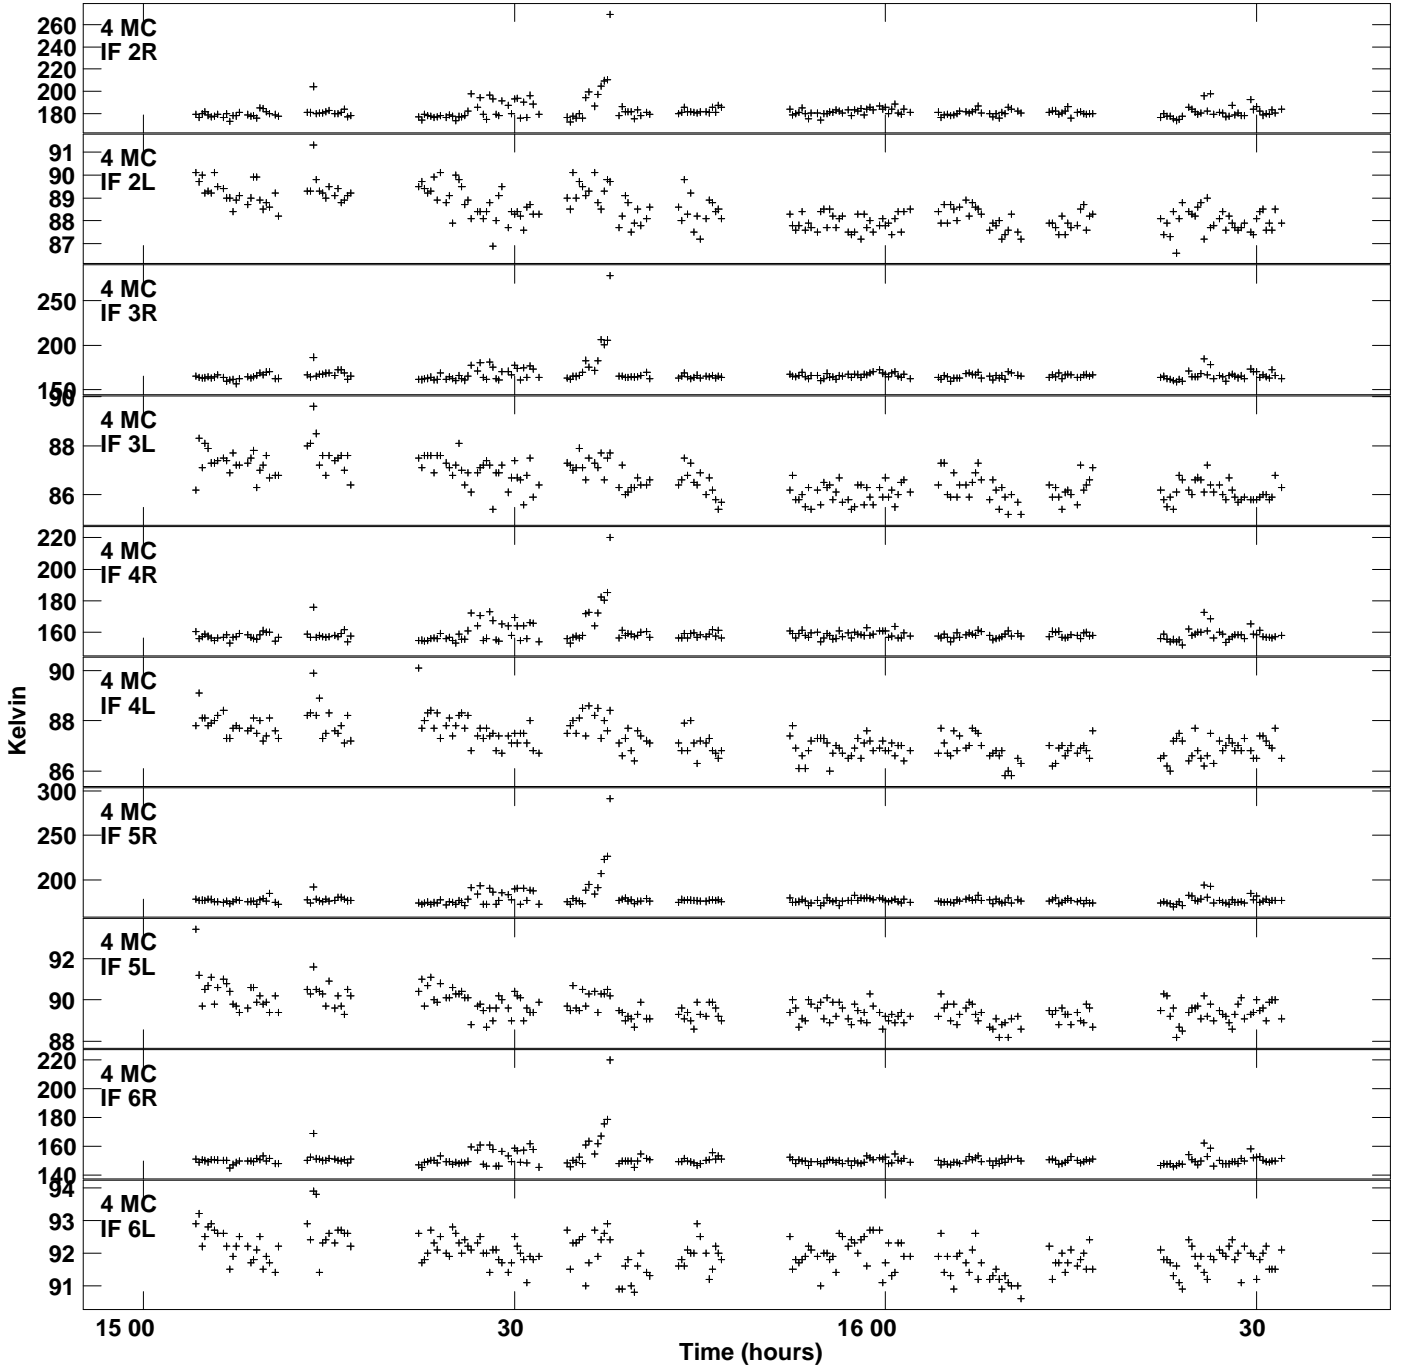 4 MC
IF 2R
260
240
220
200
180
4 MC
IF 2L
91
90
89
88
87
4 MC
IF 3R
250
200
150
4 MC
IF 3L
90
88
86
4 MC
IF 4R
220
200
180
160
4 MC
IF 4L
90
88
86
4 MC
IF 5R
300
250
200
4 MC
IF 5L
92
90
88
4 MC
IF 6R
220
200
180
160
140
4 MC
IF 6L
94
93
92
91
Kelvin
15 00
30
16 00
30
Time (hours)